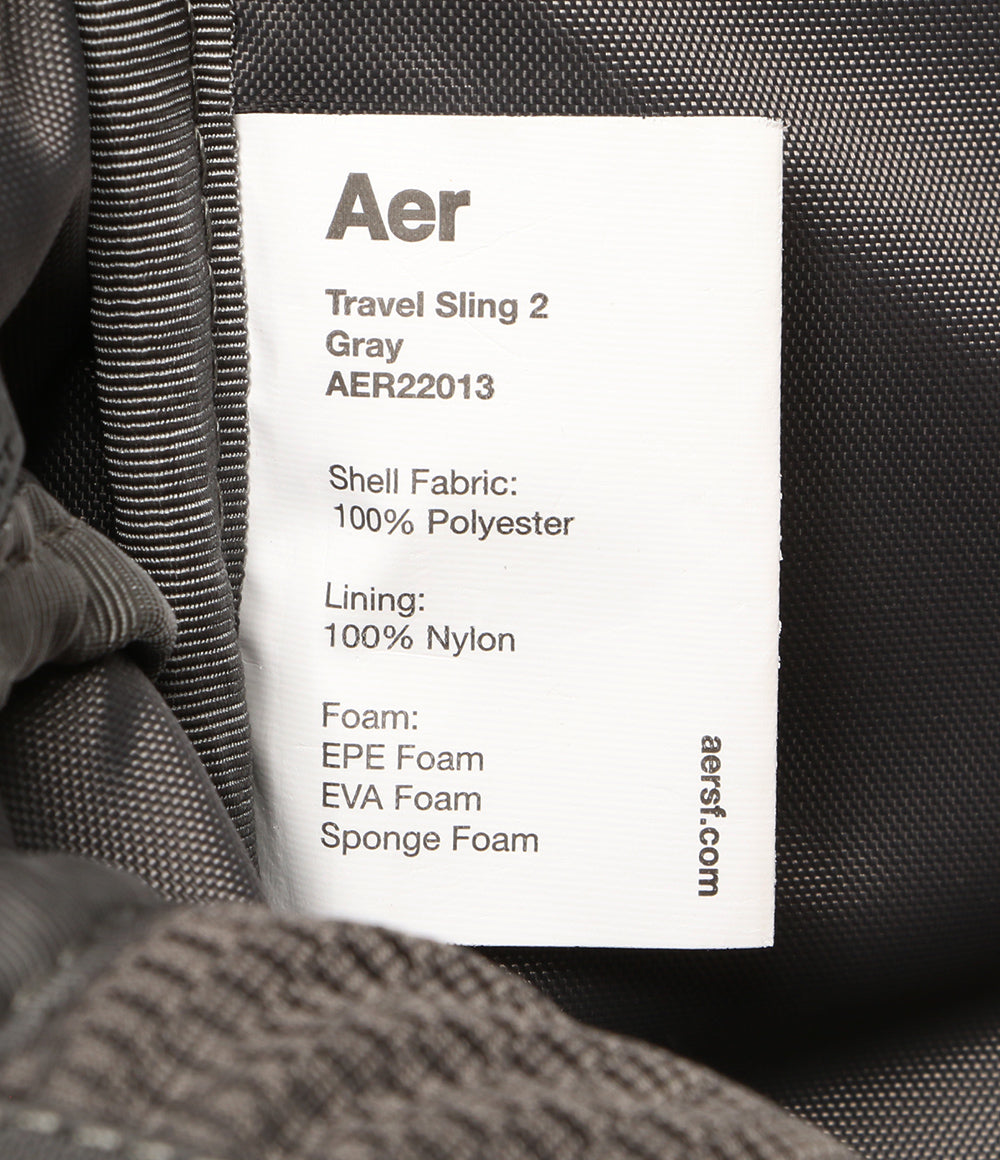 Aer
Travel Sling 2
Gray
AER22013
Shell Fabric:
100% Polyester
Lining:
100% Nylon
Foam:
EPE Foam
EVA Foam
Sponge Foam
aersf.com